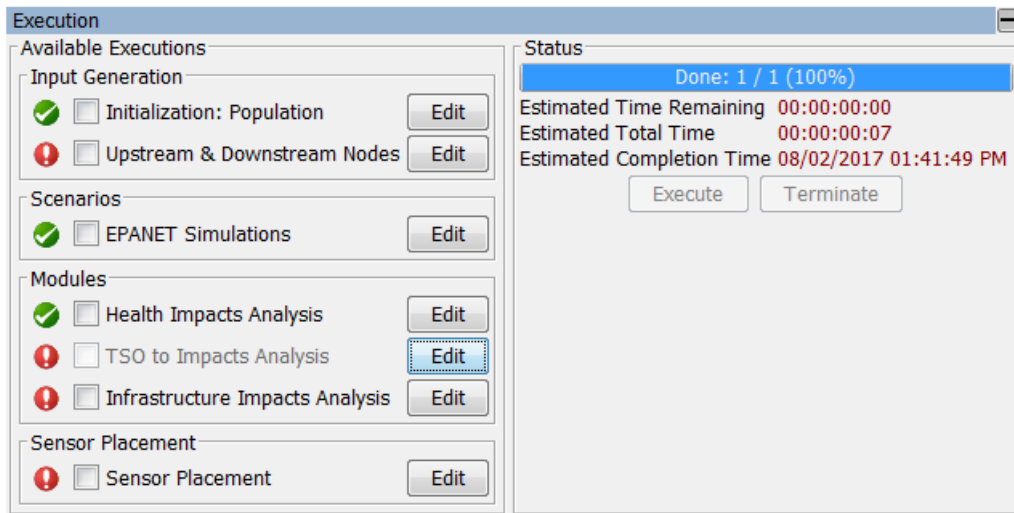 Execution
Available Executions
Input Generation
Initialization: Population Edit
Upstream & Downstream Nodes Edit
Scenarios
EPANET Simulations Edit
Modules
Health Impacts Analysis Edit
TSO to Impacts Analysis Edit
Infrastructure Impacts Analysis Edit
Sensor Placement
Sensor Placement Edit
Status
Done: 1 / 1 (100%)
Estimated Time Remaining 00:00:00:00
Estimated Total Time 00:00:00:07
Estimated Completion Time 08/02/2017 01:41:49 PM
Execute Terminate